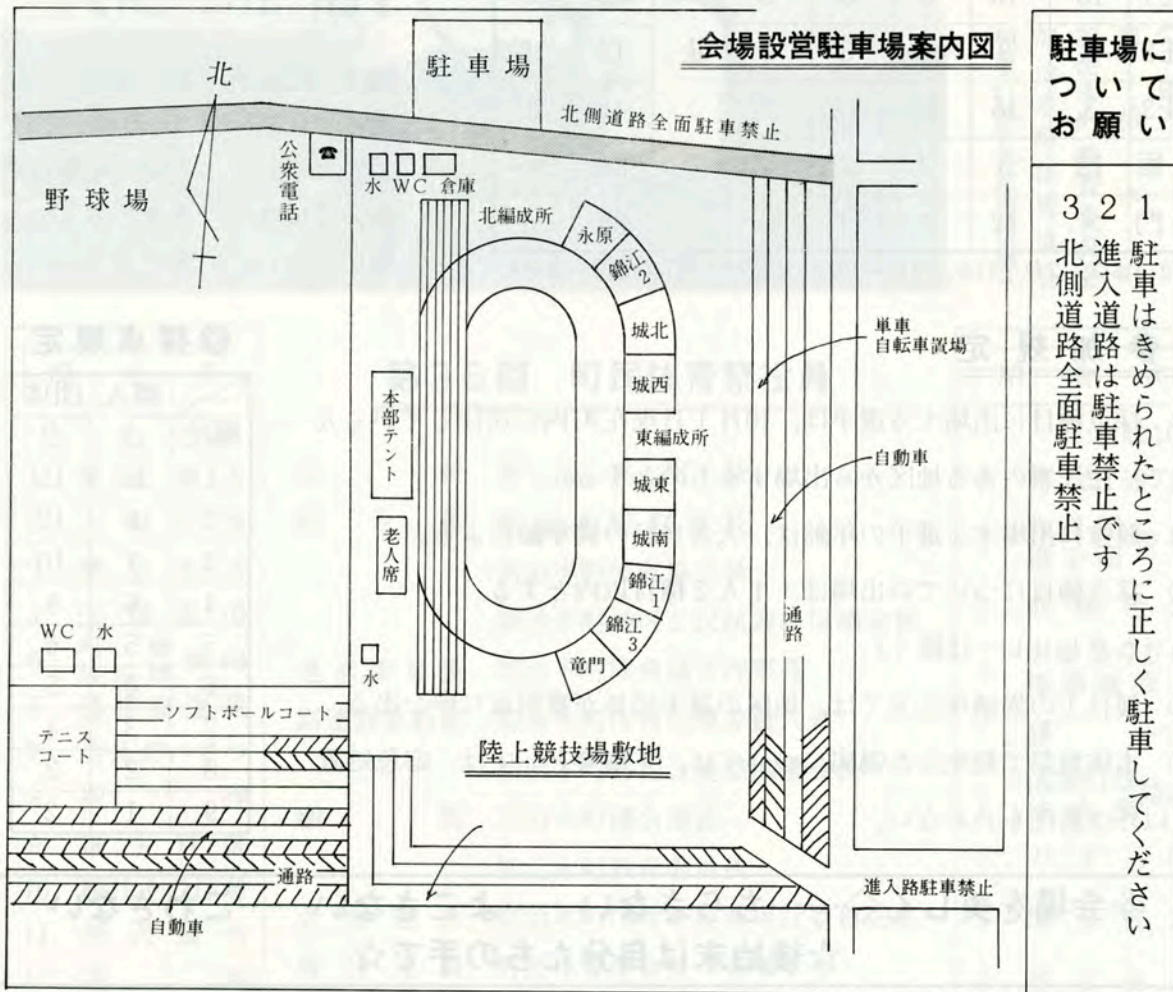 会場設営駐車場案内図
駐車場について
お願い
1 駐車はきめられたところに正しく駐車してください
2 進入道路は駐車禁止です
3 北側道路全面駐車禁止
北
駐車場
北側道路全面駐車禁止
野球場
公衆電話
☎
水
WC
倉庫
北編成所
永原
錦江2
城北
城西
東編成所
城東
城南
錦江1
錦江3
竜門
本部テント
老人席
水
単車
自転車置場
自動車
通路
WC
水
ソフトボールコート
テニス
コート
陸上競技場敷地
通路
自動車
進入路駐車禁止